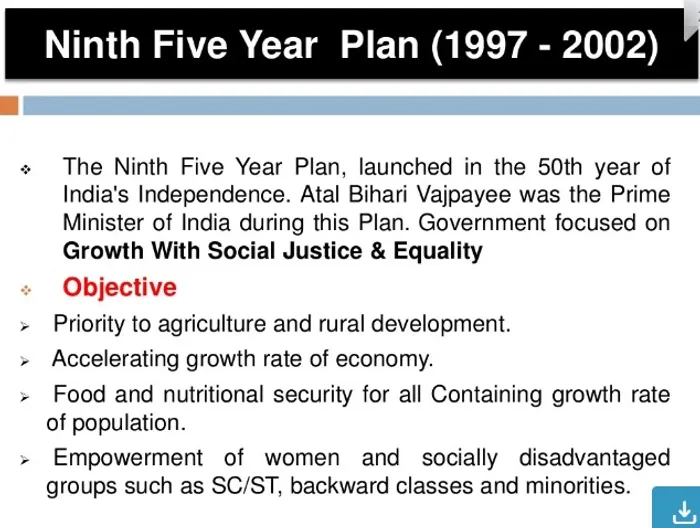 Ninth Five Year Plan (1997 - 2002)
The Ninth Five Year Plan, launched in the 50th year of
India's Independence. Atal Bihari Vajpayee was the Prime
Minister of India during this Plan. Government focused on
Growth With Social Justice & Equality
Objective
Priority to agriculture and rural development.
Accelerating growth rate of economy.
Food and nutritional security for all Containing growth rate
of population.
Empowerment of women and socially disadvantaged
groups such as SC/ST, backward classes and minorities.